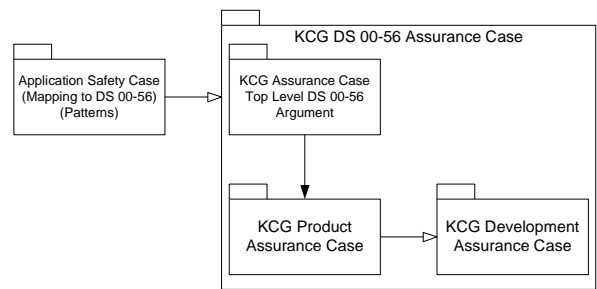 KCG DS 00-56 Assurance Case
Application Safety Case
(Mapping to DS 00-56)
(Patterns)
KCG Assurance Case
Top Level DS 00-56
Argument
KCG Product
Assurance Case
KCG Development
Assurance Case